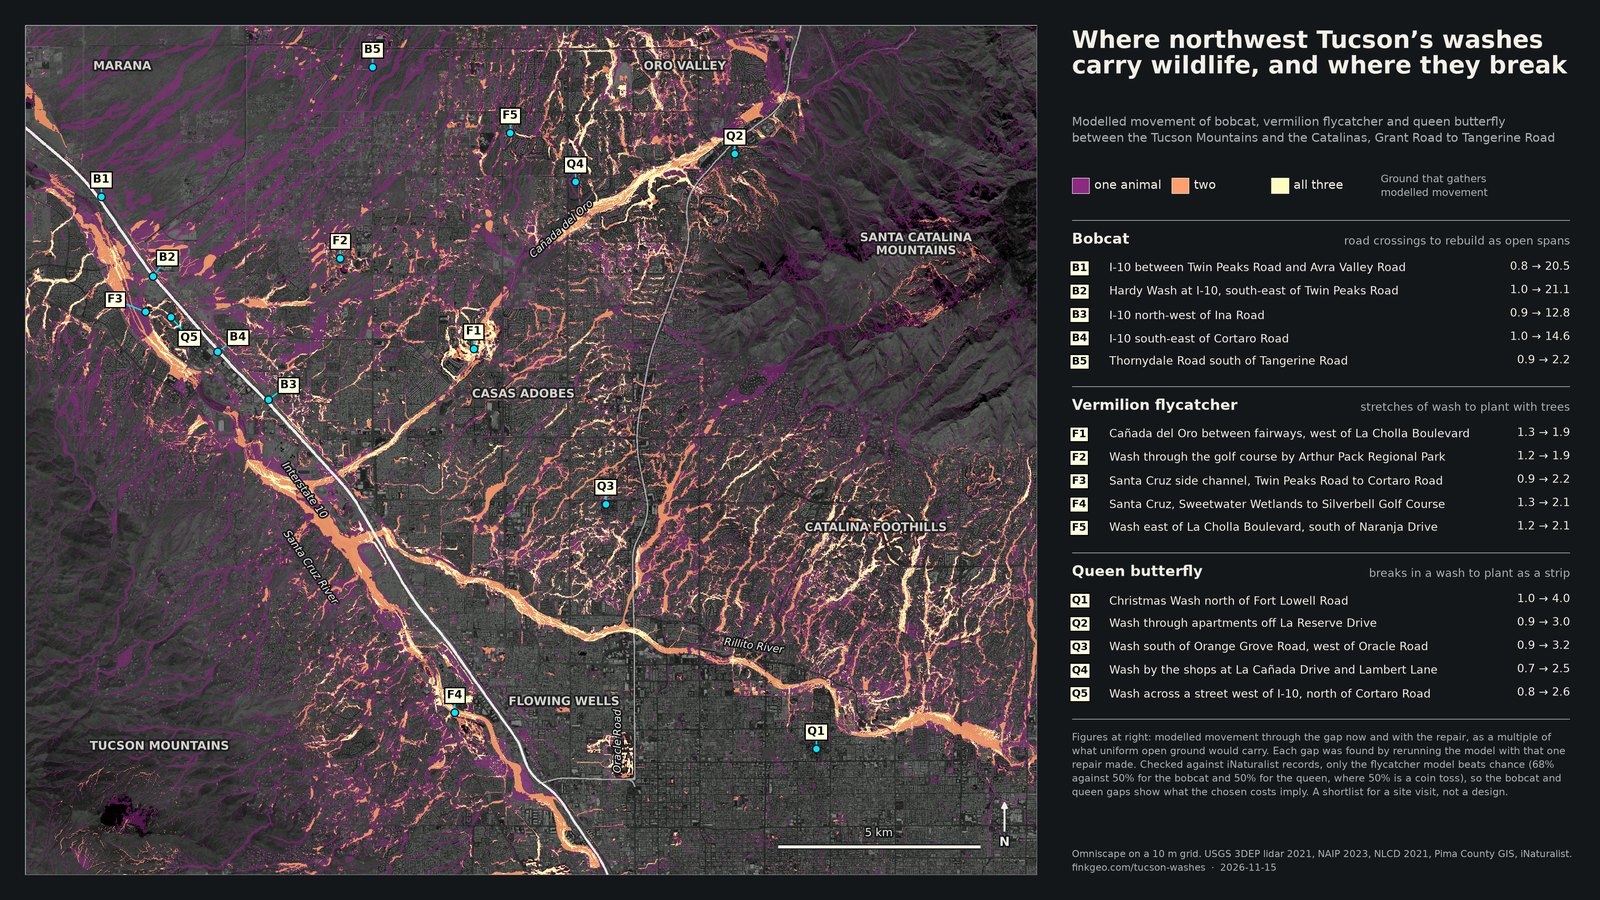 Where northwest Tucson’s washes
carry wildlife, and where they break
Modelled movement of bobcat, vermilion flycatcher and queen butterfly
between the Tucson Mountains and the Catalinas, Grant Road to Tangerine Road
one animal
two
all three
Ground that gathers
modelled movement
Bobcat road crossings to rebuild as open spans
B1 I-10 between Twin Peaks Road and Avra Valley Road 0.8 → 20.5
B2 Hardy Wash at I-10, south-east of Twin Peaks Road 1.0 → 21.1
B3 I-10 north-west of Ina Road 0.9 → 12.8
B4 I-10 south-east of Cortaro Road 1.0 → 14.6
B5 Thornydale Road south of Tangerine Road 0.9 → 2.2
Vermilion flycatcher stretches of wash to plant with trees
F1 Cañada del Oro between fairways, west of La Cholla Boulevard 1.3 → 1.9
F2 Wash through the golf course by Arthur Pack Regional Park 1.2 → 1.9
F3 Santa Cruz side channel, Twin Peaks Road to Cortaro Road 0.9 → 2.2
F4 Santa Cruz, Sweetwater Wetlands to Silverbell Golf Course 1.3 → 2.1
F5 Wash east of La Cholla Boulevard, south of Naranja Drive 1.2 → 2.1
Queen butterfly breaks in a wash to plant as a strip
Q1 Christmas Wash north of Fort Lowell Road 1.0 → 4.0
Q2 Wash through apartments off La Reserve Drive 0.9 → 3.0
Q3 Wash south of Orange Grove Road, west of Oracle Road 0.9 → 3.2
Q4 Wash by the shops at La Cañada Drive and Lambert Lane 0.7 → 2.5
Q5 Wash across a street west of I-10, north of Cortaro Road 0.8 → 2.6
Figures at right: modelled movement through the gap now and with the repair, as a multiple of
what uniform open ground would carry. Each gap was found by rerunning the model with that one
repair made. Checked against iNaturalist records, only the flycatcher model beats chance (68%
against 50% for the bobcat and 50% for the queen, where 50% is a coin toss), so the bobcat and
queen gaps show what the chosen costs imply. A shortlist for a site visit, not a design.
Omniscape on a 10 m grid. USGS 3DEP lidar 2021, NAIP 2023, NLCD 2021, Pima County GIS, iNaturalist.
finkgeo.com/tucson-washes · 2026-11-15
MARANA
B5
ORO VALLEY
F5
Q2
Q4
B1
Cañada del Oro
SANTA CATALINA
MOUNTAINS
F2
B2
F3
Q5
B4
F1
B3
CASAS ADOBES
Interstate 10
Q3
CATALINA FOOTHILLS
Santa Cruz River
Rillito River
F4
FLOWING WELLS
Oracle Road
Q1
TUCSON MOUNTAINS
5 km
N